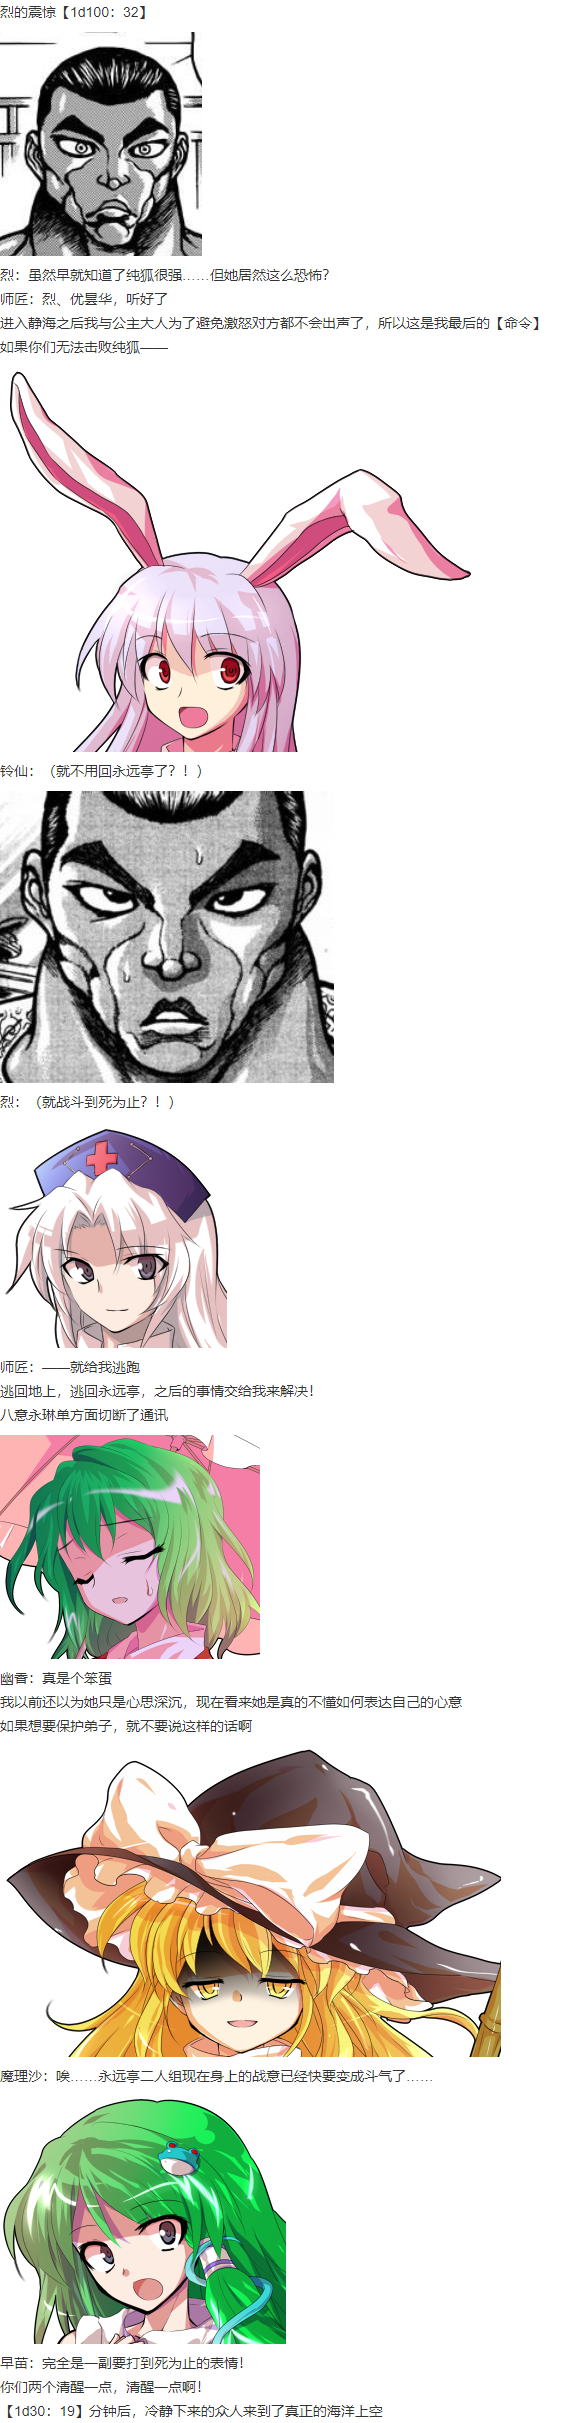 烈的震惊【1d100：32】
烈：虽然早就知道了纯狐很强……但她居然这么恐怖？
师匠：烈、优昙华，听好了
进入静海之后我与公主大人为了避免激怒对方都不会出声了，所以这是我最后的【命令】
如果你们无法击败纯狐——
铃仙：（就不用回永远亭了？！）
烈：（就战斗到死为止？！）
师匠：——就给我逃跑
逃回地上，逃回永远亭，之后的事情交给我来解决！
八意永琳单方面切断了通讯
幽香：真是个笨蛋
我以前还以为她只是心思深沉，现在看来她是真的不懂如何表达自己的心意
如果想要保护弟子，就不要说这样的话啊
魔理沙：唉……永远亭二人组现在身上的战意已经快要变成斗气了……
早苗：完全是一副要打到死为止的表情！
你们两个清醒一点，清醒一点啊！
【1d30：19】分钟后，冷静下来的众人来到了真正的海洋上空